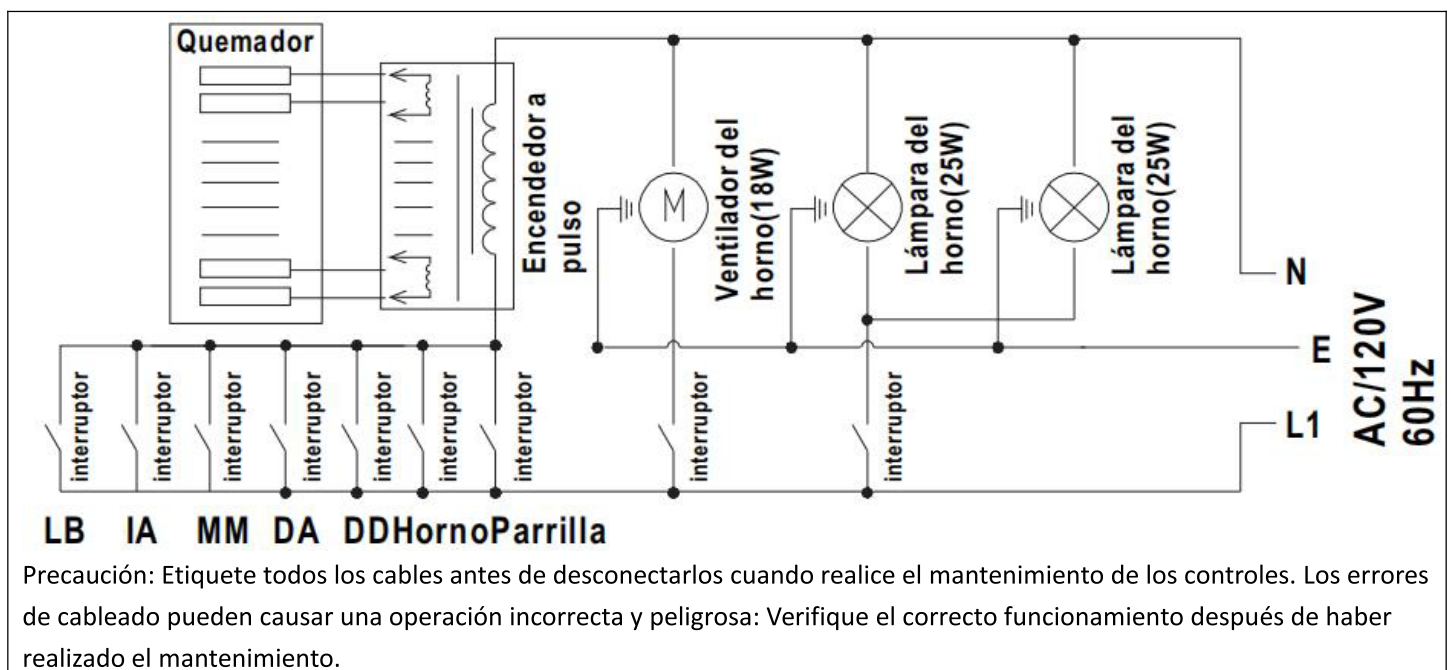 Quemador
Encendedor a
pulso
Ventilador del
horno(18W)
M
Lámpara del
horno(25W)
Lámpara del
horno(25W)
N
E
L1
AC/120V
60Hz
interruptor
interruptor
interruptor
interruptor
interruptor
interruptor
interruptor
interruptor
interruptor
LB IA MM DA DDHornoParrilla
Precaución: Etiquete todos los cables antes de desconectarlos cuando realice el mantenimiento de los controles. Los errores
de cableado pueden causar una operación incorrecta y peligrosa: Verifique el correcto funcionamiento después de haber
realizado el mantenimiento.